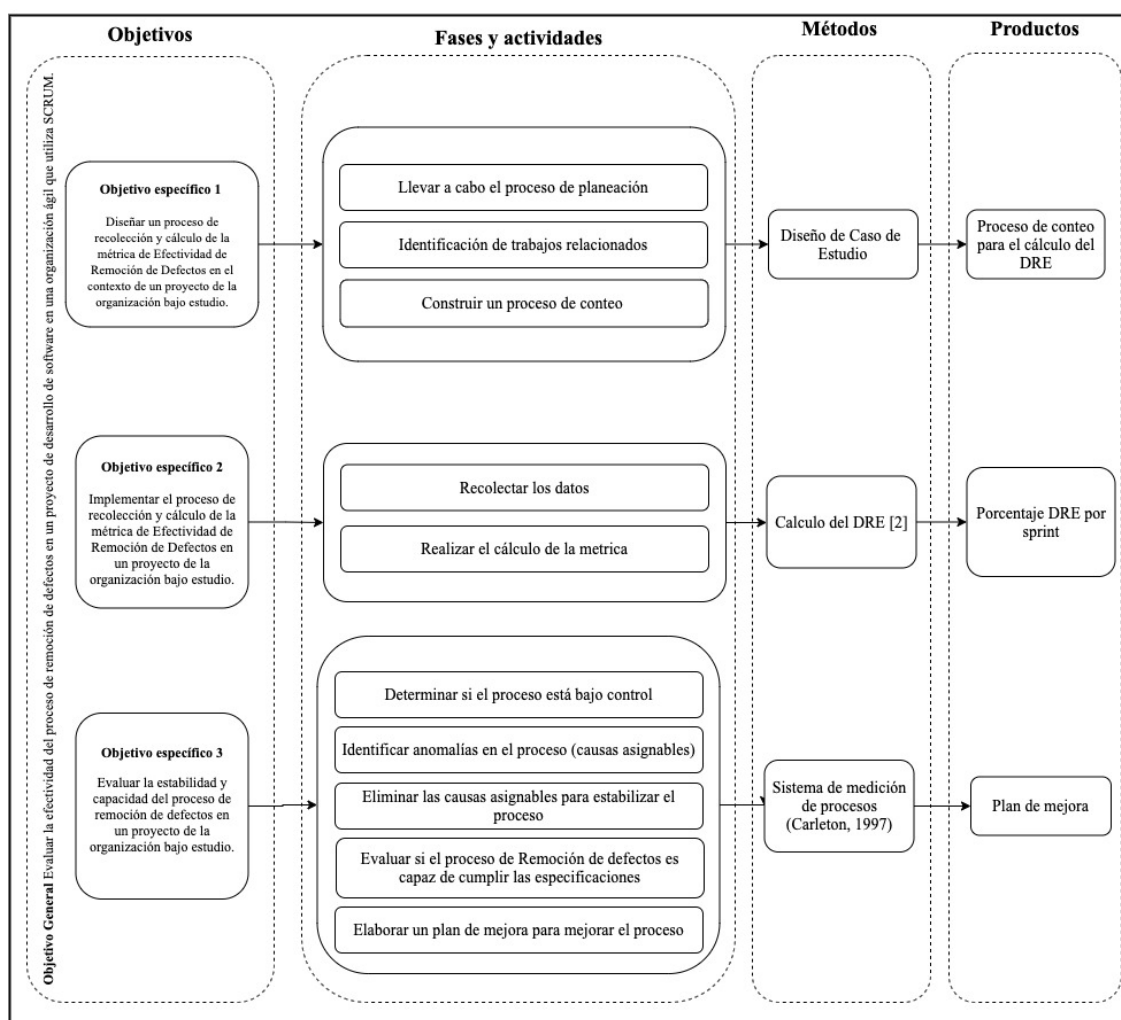 Objetivos
Fases y actividades
Métodos
Productos
Objetivo General Evaluar la efectividad del proceso de remoción de defectos en un proyecto de desarrollo de software en una organización ágil que utiliza SCRUM.
Objetivo específico 1
Diseñar un proceso de
recolección y cálculo de la
métrica de Efectividad de
Remoción de Defectos en el
contexto de un proyecto de la
organización bajo estudio.
Llevar a cabo el proceso de planeación
Identificación de trabajos relacionados
Construir un proceso de conteo
Diseño de Caso de
Estudio
Proceso de conteo
para el cálculo del
DRE
Objetivo específico 2
Implementar el proceso de
recolección y cálculo de la
métrica de Efectividad de
Remoción de Defectos en
un proyecto de la
organización bajo estudio.
Recolectar los datos
Realizar el cálculo de la metrica
Calculo del DRE [2]
Porcentaje DRE por
sprint
Objetivo específico 3
Evaluar la estabilidad y
capacidad del proceso de
remoción de defectos en
un proyecto de la
organización bajo estudio.
Determinar si el proceso está bajo control
Identificar anomalías en el proceso (causas asignables)
Eliminar las causas asignables para estabilizar el
proceso
Evaluar si el proceso de Remoción de defectos es
capaz de cumplir las especificaciones
Elaborar un plan de mejora para mejorar el proceso
Sistema de medición
de procesos
(Carleton, 1997)
Plan de mejora